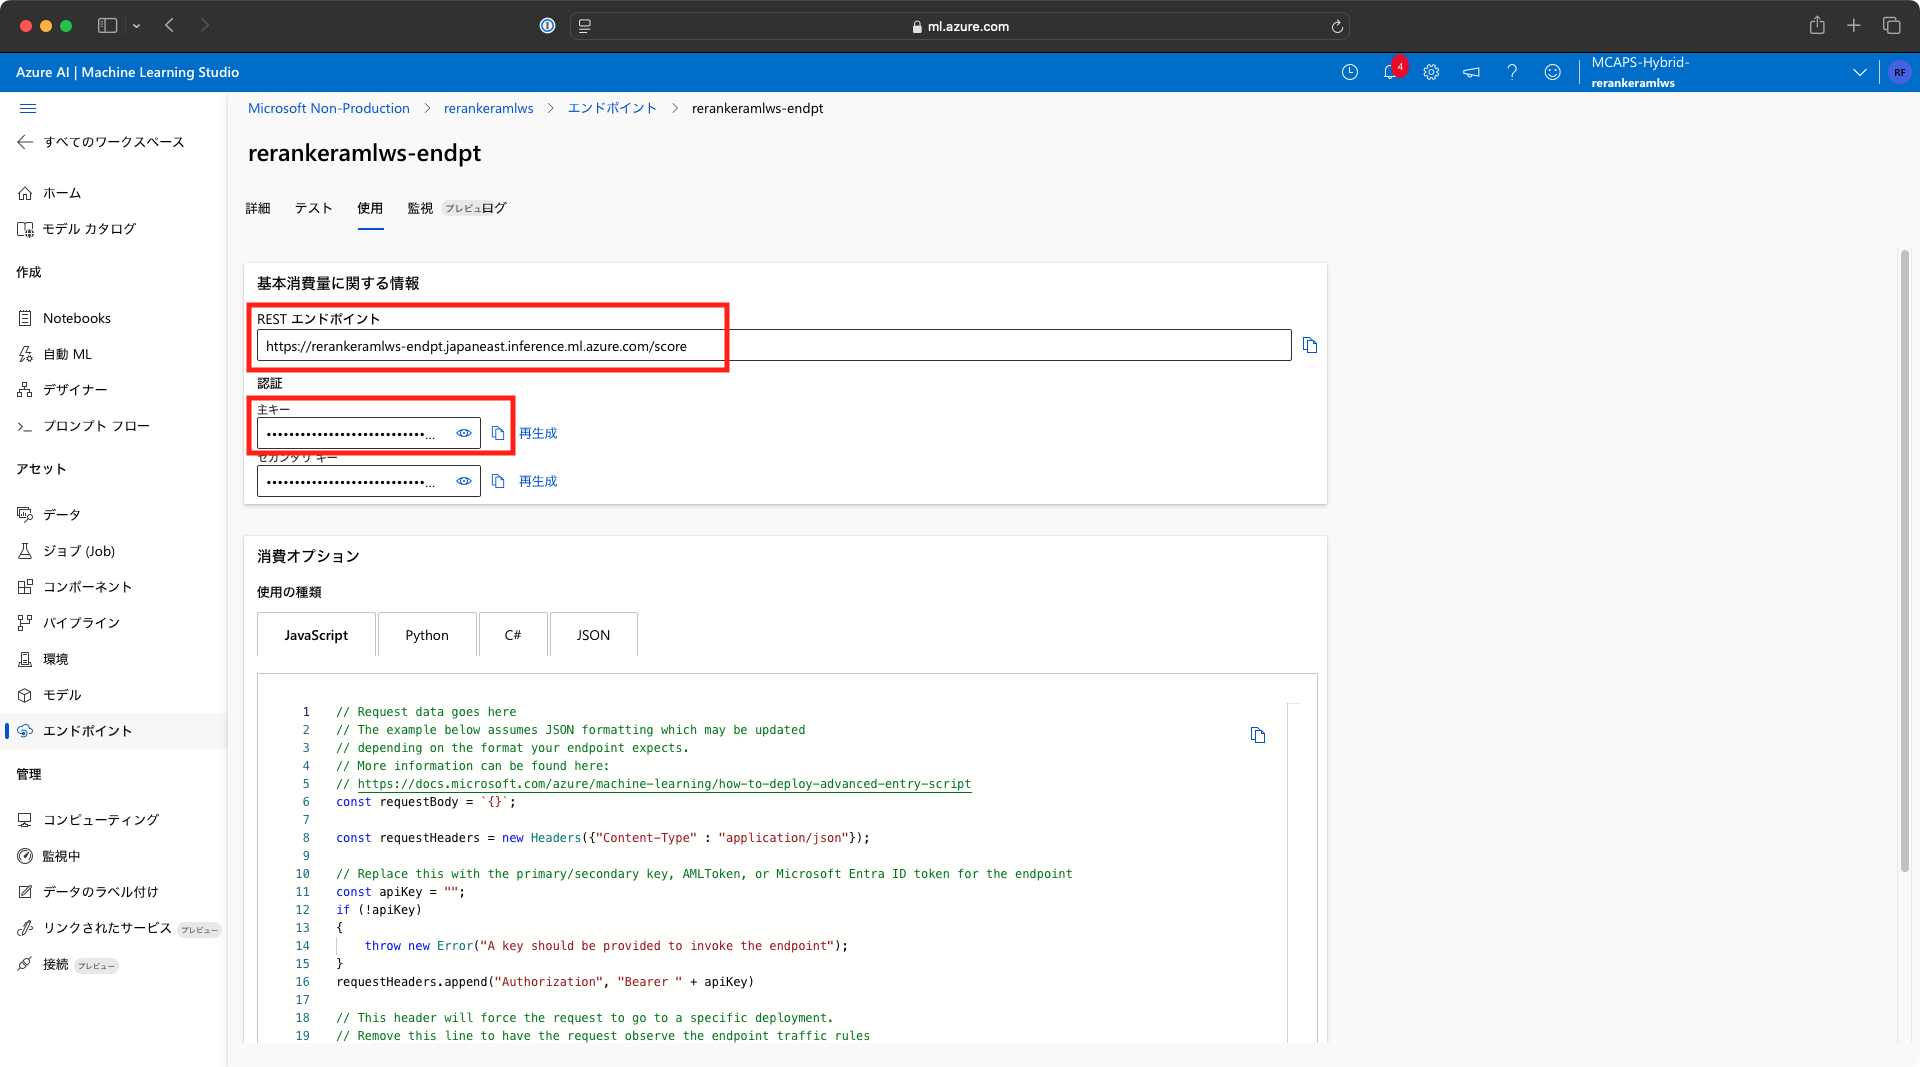 ml.azure.com
Azure AI | Machine Learning Studio
4
MCAPS-Hybrid-
rerankeramlws
RF
Microsoft Non-Production > rerankeramlws > エンドポイント > rerankeramlws-endpt
すべてのワークスペース
ホーム
モデル カタログ
作成
Notebooks
自動 ML
デザイナー
プロンプト フロー
アセット
データ
ジョブ (Job)
コンポーネント
パイプライン
環境
モデル
エンドポイント
管理
コンピューティング
監視中
データのラベル付け
リンクされたサービス プレビュー
接続 プレビュー
rerankeramlws-endpt
詳細 テスト 使用 監視 プレビュー ログ
基本消費量に関する情報
REST エンドポイント
https://rerankeramlws-endpt.japaneast.inference.ml.azure.com/score
認証
主キー
••••••••••••••••••••••••••••... 再生成
セカンダリ キー
••••••••••••••••••••••••••••... 再生成
消費オプション
使用の種類
JavaScript Python C# JSON
1 // Request data goes here
2 // The example below assumes JSON formatting which may be updated
3 // depending on the format your endpoint expects.
4 // More information can be found here:
5 // https://docs.microsoft.com/azure/machine-learning/how-to-deploy-advanced-entry-script
6 const requestBody = `{}`;
7
8 const requestHeaders = new Headers({"Content-Type" : "application/json"});
9
10 // Replace this with the primary/secondary key, AMLToken, or Microsoft Entra ID token for the endpoint
11 const apiKey = "";
12 if (!apiKey)
13 {
14 throw new Error("A key should be provided to invoke the endpoint");
15 }
16 requestHeaders.append("Authorization", "Bearer " + apiKey)
17
18 // This header will force the request to go to a specific deployment.
19 // Remove this line to have the request observe the endpoint traffic rules